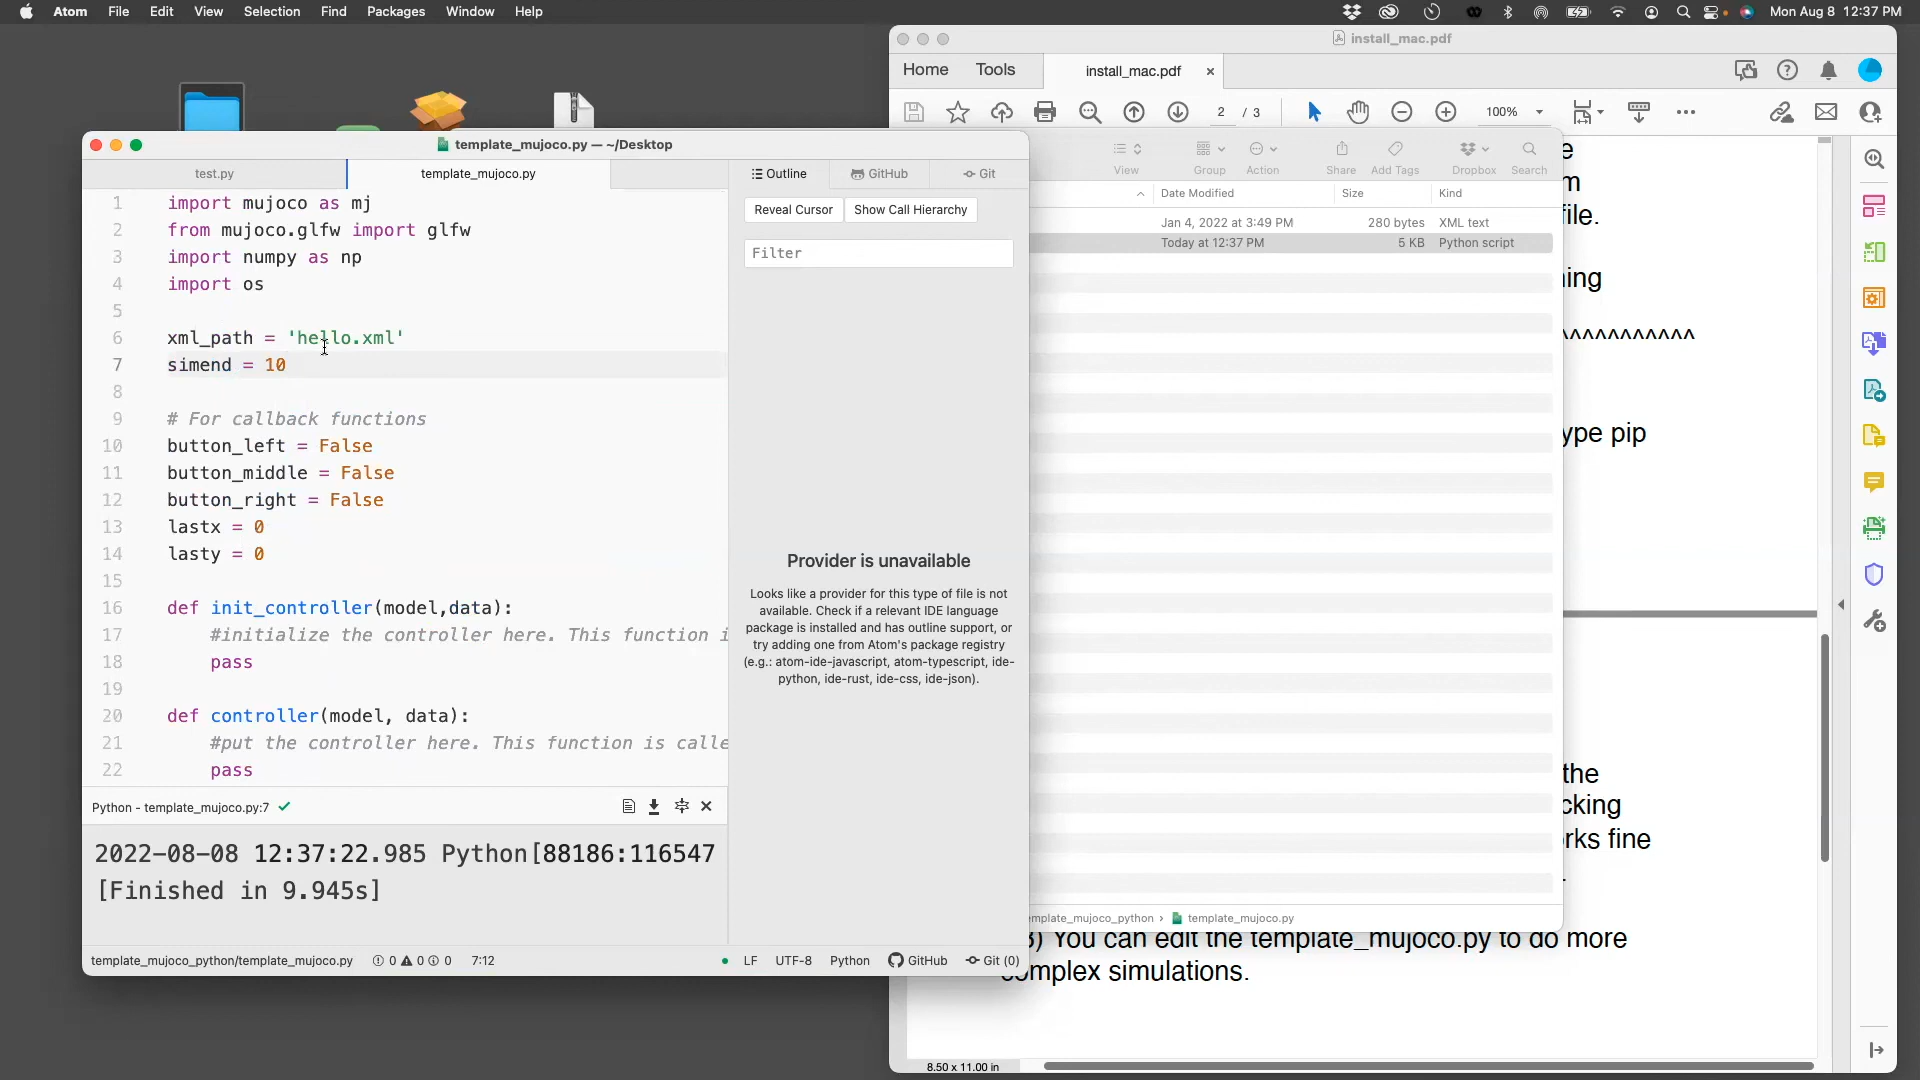 Atom File Edit View Selection Find Packages Window Help
Mon Aug 8 12:37 PM
install_mac.pdf
Home Tools install_mac.pdf ×
2 / 3 100%
template_mujoco.py — ~/Desktop
test.py template_mujoco.py
1 import mujoco as mj
2 from mujoco.glfw import glfw
3 import numpy as np
4 import os
5
6 xml_path = 'hello.xml'
7 simend = 10
8
9 # For callback functions
10 button_left = False
11 button_middle = False
12 button_right = False
13 lastx = 0
14 lasty = 0
15
16 def init_controller(model,data):
17 #initialize the controller here. This function i
18 pass
19
20 def controller(model, data):
21 #put the controller here. This function is calle
22 pass
Python - template_mujoco.py:7
2022-08-08 12:37:22.985 Python[88186:116547
[Finished in 9.945s]
template_mujoco_python/template_mujoco.py 0 0 0 7:12 LF UTF-8 Python GitHub Git (0)
Outline GitHub Git
Reveal Cursor Show Call Hierarchy
Filter
Provider is unavailable
Looks like a provider for this type of file is not
available. Check if a relevant IDE language
package is installed and has outline support, or
try adding one from Atom's package registry
(e.g.: atom-ide-javascript, atom-typescript, ide-
python, ide-rust, ide-css, ide-json).
View Group Action Share Add Tags Dropbox Search
Date Modified Size Kind
Jan 4, 2022 at 3:49 PM 280 bytes XML text
Today at 12:37 PM 5 KB Python script
emplate_mujoco_python › template_mujoco.py
e
m
file.
ing
^^^^^^^^^^^
ype pip
the
cking
rks fine
3) You can edit the template_mujoco.py to do more
complex simulations.
8.50 x 11.00 in